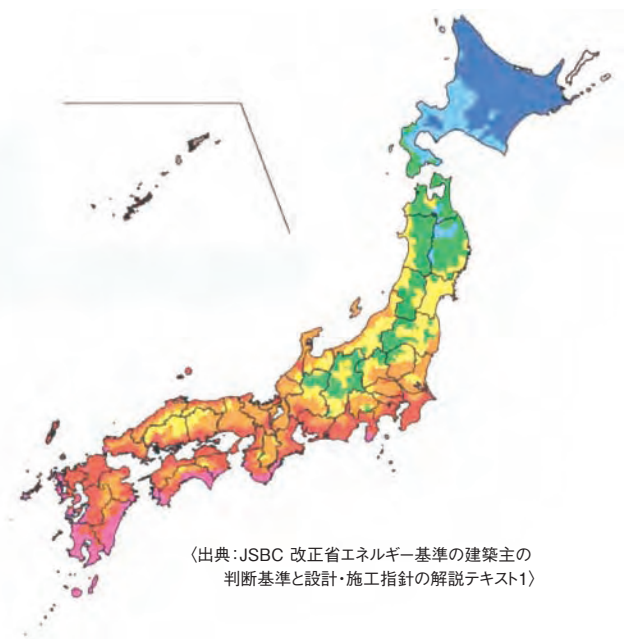 〈出典：JSBC 改正省エネルギー基準の建築主の
判断基準と設計・施工指針の解説テキスト1〉